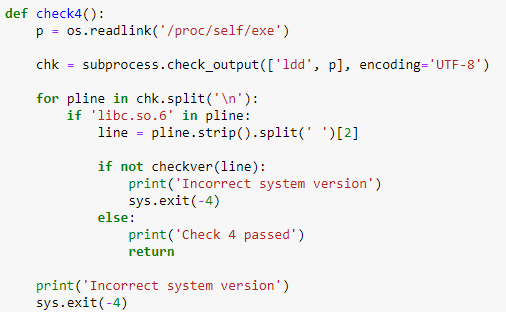 def check4():
    p = os.readlink('/proc/self/exe')

    chk = subprocess.check_output(['ldd', p], encoding='UTF-8')

    for pline in chk.split('\n'):
        if 'libc.so.6' in pline:
            line = pline.strip().split(' ')[2]

            if not checkver(line):
                print('Incorrect system version')
                sys.exit(-4)
            else:
                print('Check 4 passed')
                return

    print('Incorrect system version')
    sys.exit(-4)